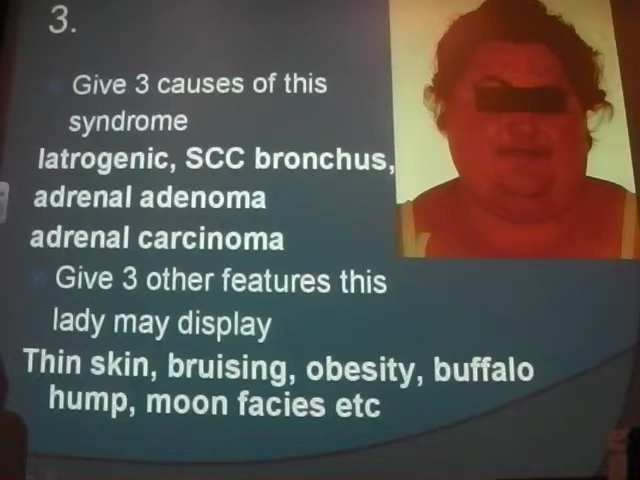 3.
Give 3 causes of this
syndrome
Iatrogenic, SCC bronchus,
adrenal adenoma
adrenal carcinoma
Give 3 other features this
lady may display
Thin skin, bruising, obesity, buffalo
hump, moon facies etc